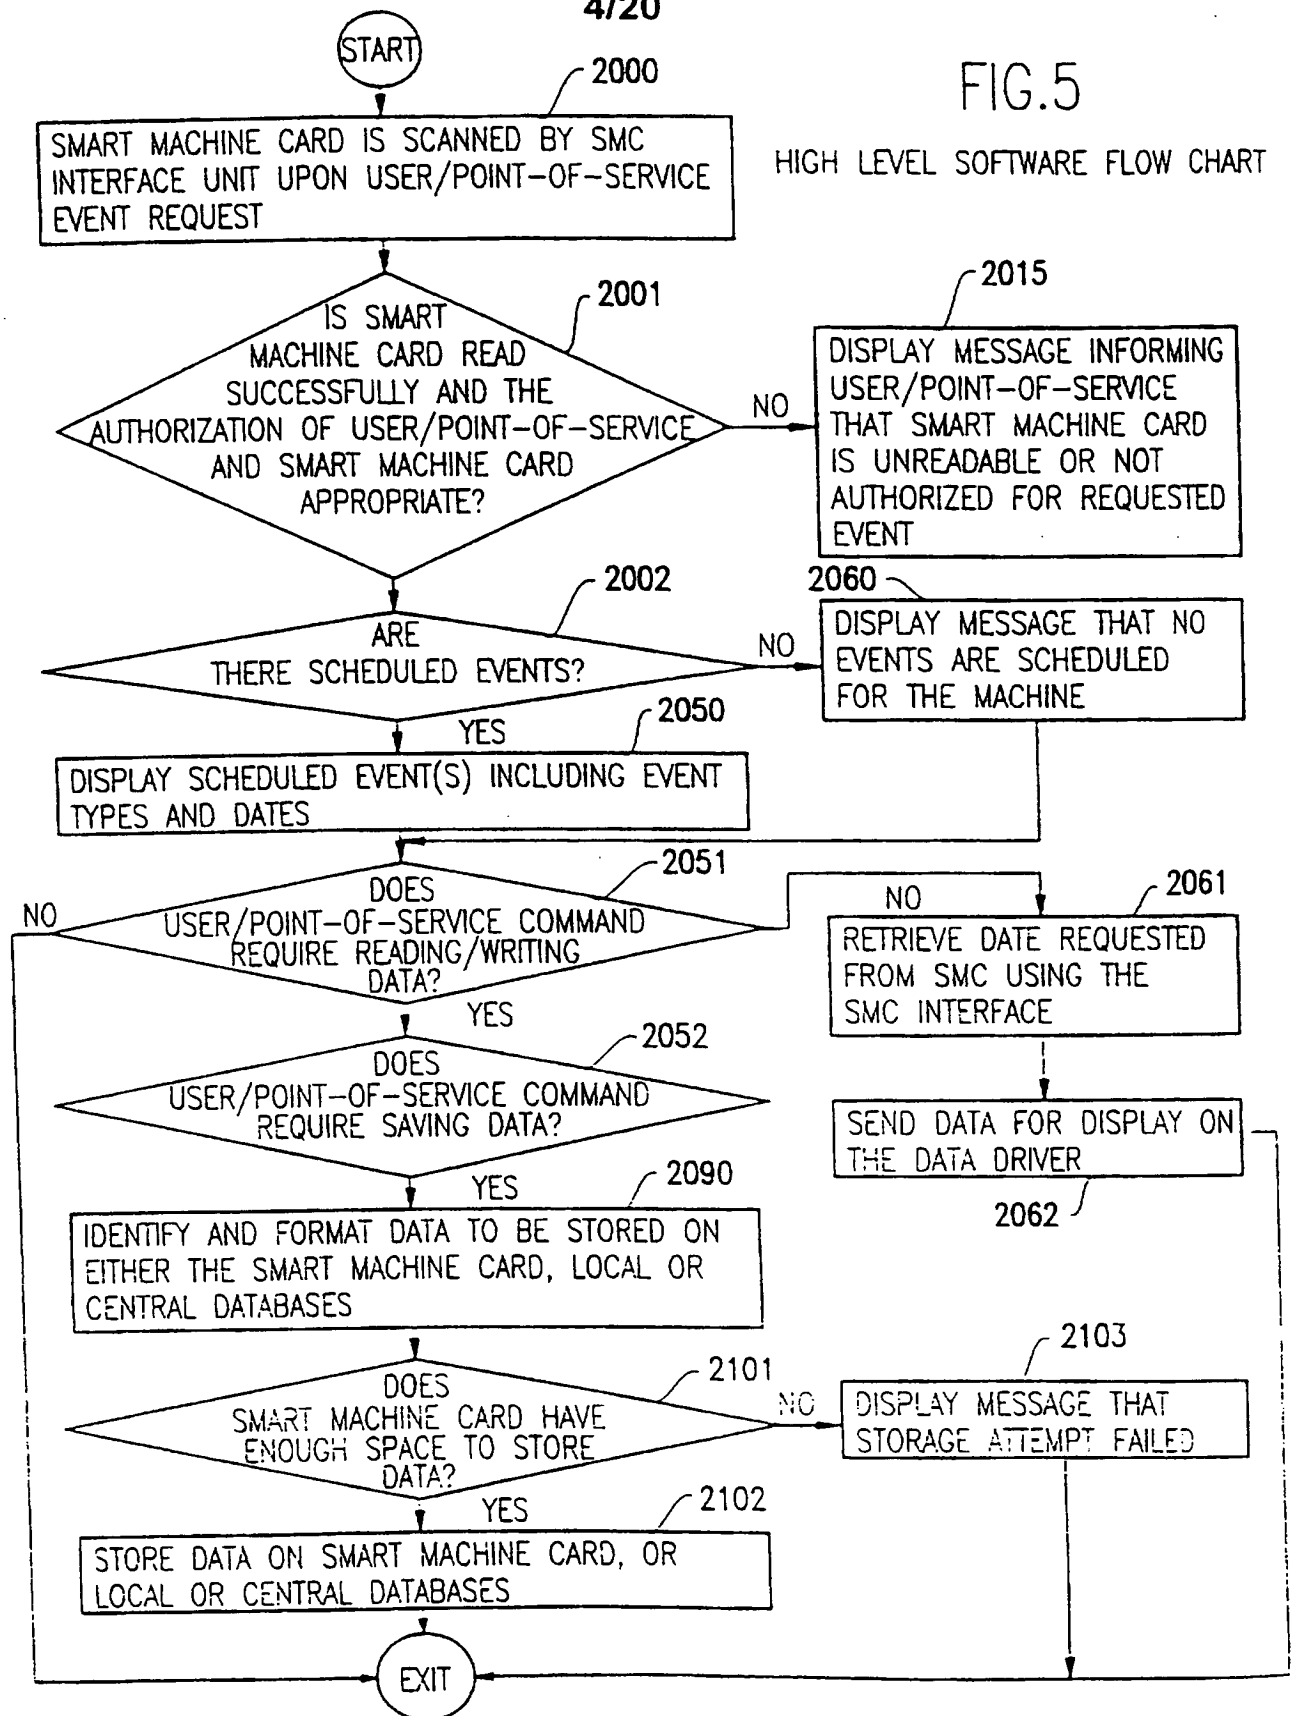 4/20
START
2000
FIG.5
HIGH LEVEL SOFTWARE FLOW CHART
SMART MACHINE CARD IS SCANNED BY SMC
INTERFACE UNIT UPON USER/POINT-OF-SERVICE
EVENT REQUEST
2001
IS SMART
MACHINE CARD READ
SUCCESSFULLY AND THE
AUTHORIZATION OF USER/POINT-OF-SERVICE
AND SMART MACHINE CARD
APPROPRIATE?
NO
2015
DISPLAY MESSAGE INFORMING
USER/POINT-OF-SERVICE
THAT SMART MACHINE CARD
IS UNREADABLE OR NOT
AUTHORIZED FOR REQUESTED
EVENT
2002
ARE
THERE SCHEDULED EVENTS?
NO
2060
DISPLAY MESSAGE THAT NO
EVENTS ARE SCHEDULED
FOR THE MACHINE
YES
2050
DISPLAY SCHEDULED EVENT(S) INCLUDING EVENT
TYPES AND DATES
2051
NO
DOES
USER/POINT-OF-SERVICE COMMAND
REQUIRE READING/WRITING
DATA?
NO
2061
RETRIEVE DATE REQUESTED
FROM SMC USING THE
SMC INTERFACE
YES
2052
DOES
USER/POINT-OF-SERVICE COMMAND
REQUIRE SAVING DATA?
SEND DATA FOR DISPLAY ON
THE DATA DRIVER
2062
YES
2090
IDENTIFY AND FORMAT DATA TO BE STORED ON
EITHER THE SMART MACHINE CARD, LOCAL OR
CENTRAL DATABASES
2101
DOES
SMART MACHINE CARD HAVE
ENOUGH SPACE TO STORE
DATA?
NO
2103
DISPLAY MESSAGE THAT
STORAGE ATTEMPT FAILED
YES
2102
STORE DATA ON SMART MACHINE CARD, OR
LOCAL OR CENTRAL DATABASES
EXIT